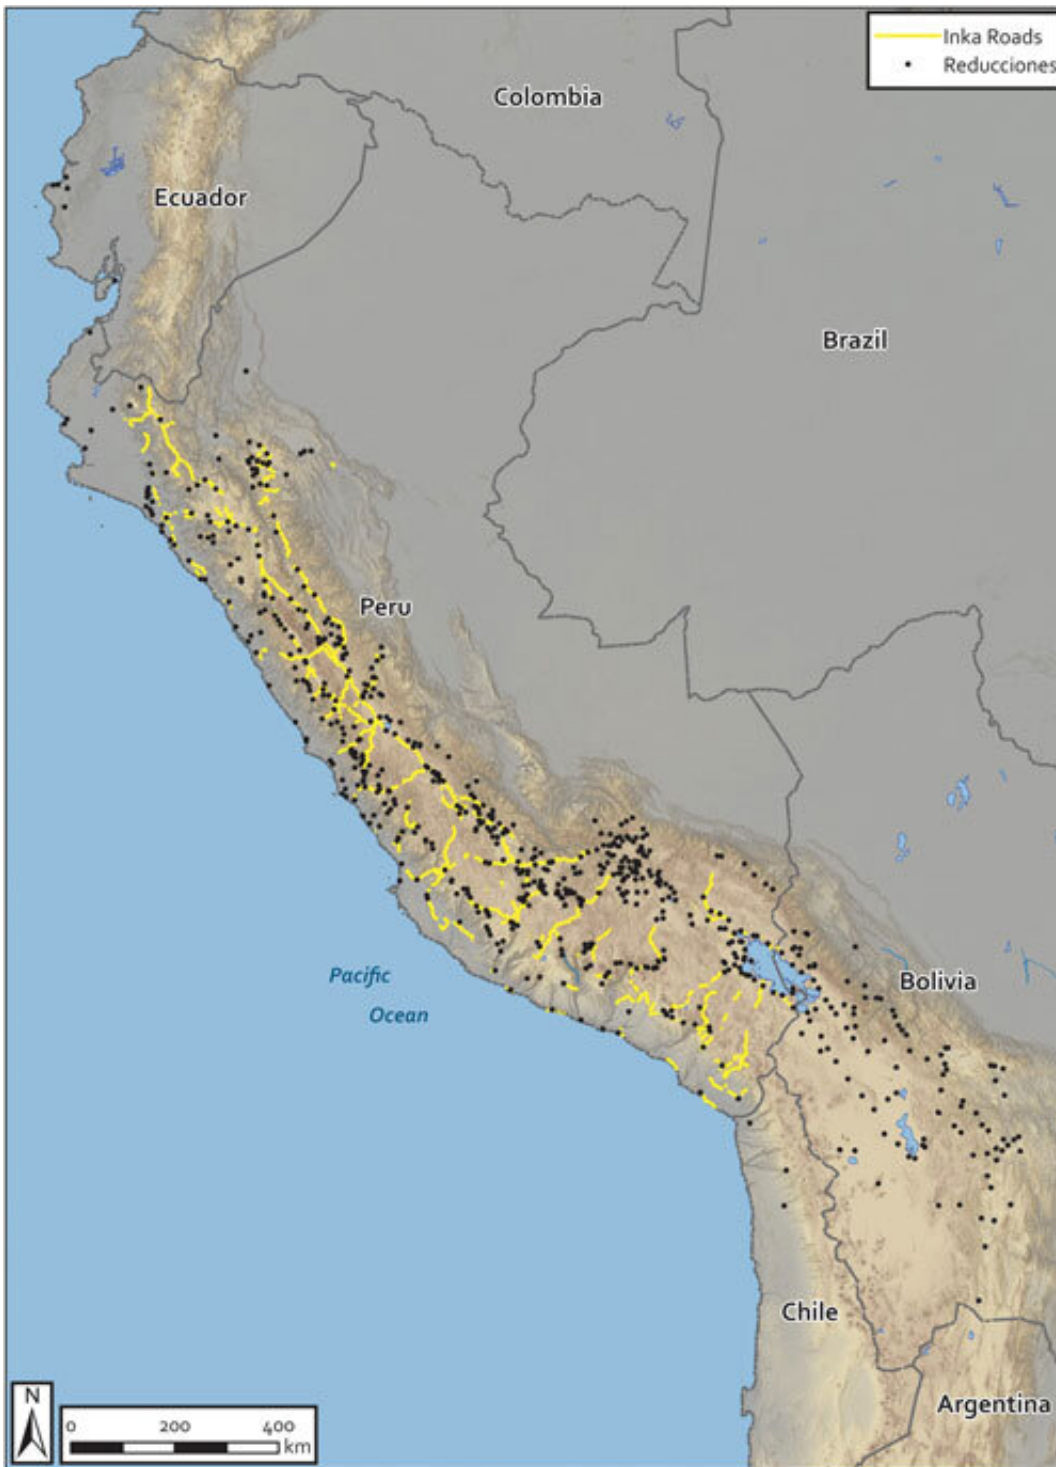 Inka Roads
Reducciones
Colombia
Ecuador
Brazil
Peru
Pacific
Ocean
Bolivia
Chile
Argentina
N
0 200 400
km